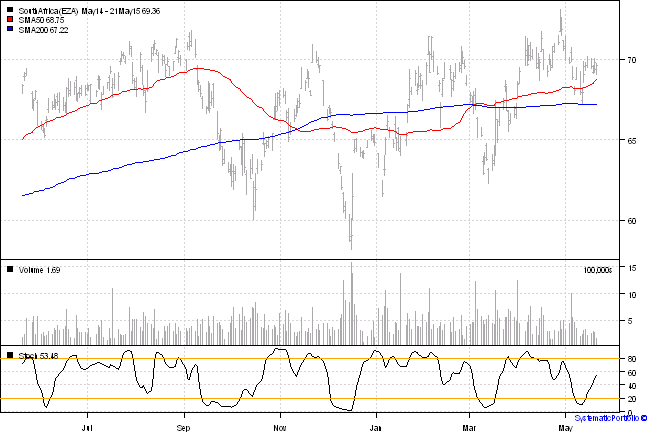 SouthAfrica(EZA) May14 - 21May15 69.36
SMA50 68.75
SMA200 67.22
70
65
60
Volume 1.69
100,000s
15
10
5
Stoch 53.48
80
60
40
20
0
Jul Sep Nov Jan Mar May
SystematicPortfolio ©